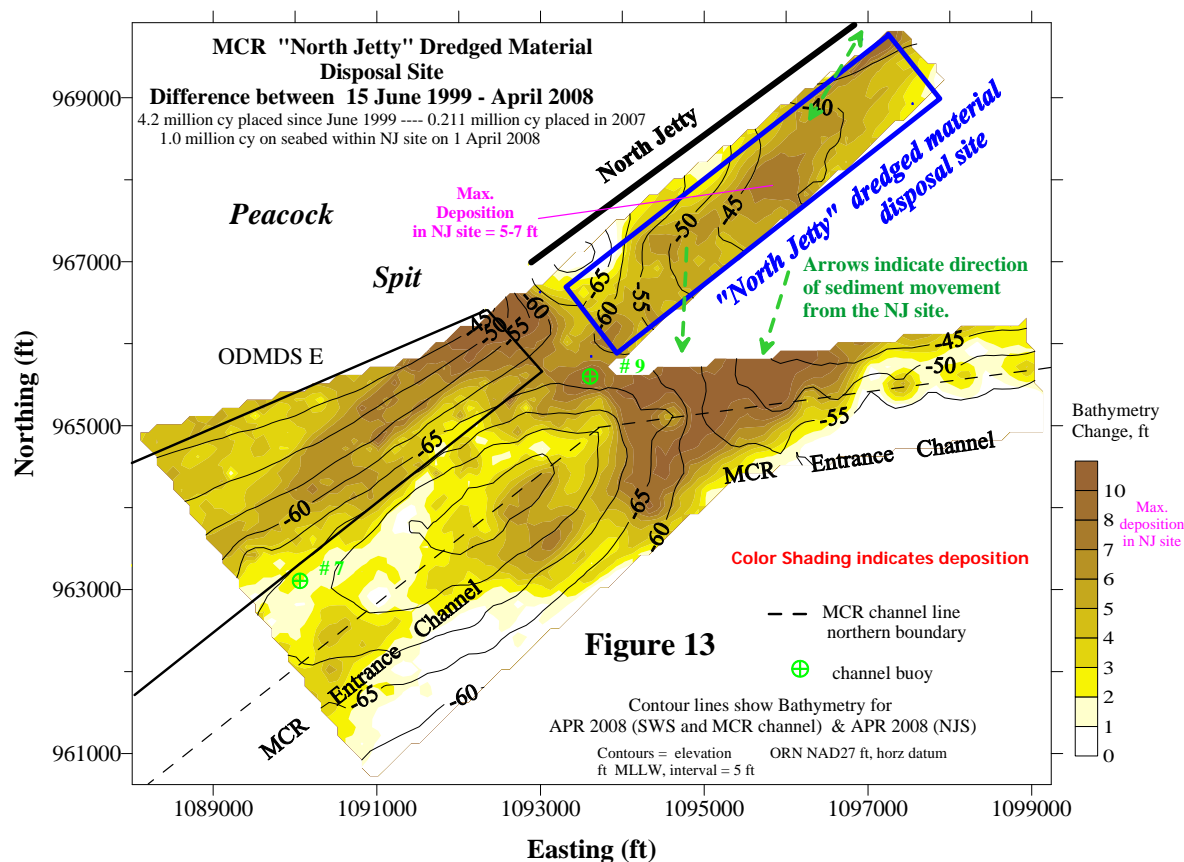 MCR "North Jetty" Dredged Material
Disposal Site
Difference between 15 June 1999 - April 2008
4.2 million cy placed since June 1999 ---- 0.211 million cy placed in 2007
1.0 million cy on seabed within NJ site on 1 April 2008
North Jetty
"North Jetty" dredged material
disposal site
Max.
Deposition
in NJ site = 5-7 ft
Peacock
Spit
ODMDS E
Arrows indicate direction
of sediment movement
from the NJ site.
# 9
# 7
-40
-45
-50
-55
-65
-60
-60
-45
-50
-55
-65
-60
-45
-50
-55
-65
-60
-65
-60
MCR Entrance Channel
MCR Entrance Channel
Color Shading indicates deposition
MCR channel line
northern boundary
channel buoy
Figure 13
Contour lines show Bathymetry for
APR 2008 (SWS and MCR channel) & APR 2008 (NJS)
Contours = elevation ORN NAD27 ft, horz datum
ft MLLW, interval = 5 ft
Bathymetry
Change, ft
10
8
7
6
5
4
3
2
1
0
Max.
deposition
in NJ site
Northing (ft)
969000
967000
965000
963000
961000
1089000 1091000 1093000 1095000 1097000 1099000
Easting (ft)